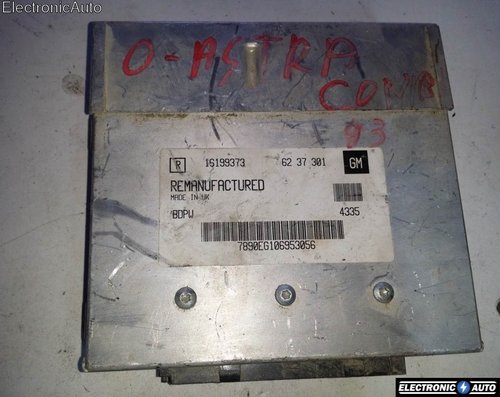 ElectronicAuto
O-ASTRA
COMB
93
R 16199373 62 37 301 GM
REMANUFACTURED
MADE IN UK
BDPW 4335
7890EG106953056
ELECTRONIC AUTO